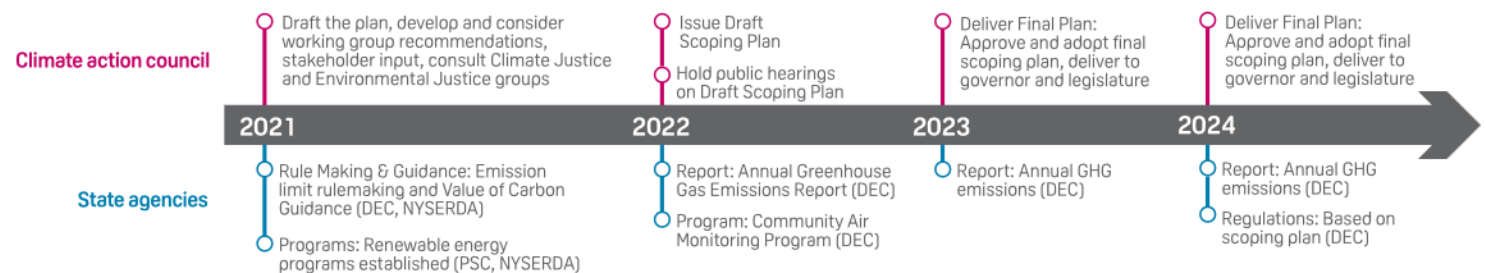 Climate action council
Draft the plan, develop and consider
working group recommendations,
stakeholder input, consult Climate Justice
and Environmental Justice groups
Issue Draft
Scoping Plan
Hold public hearings
on Draft Scoping Plan
Deliver Final Plan:
Approve and adopt final
scoping plan, deliver to
governor and legislature
Deliver Final Plan:
Approve and adopt final
scoping plan, deliver to
governor and legislature
2021
2022
2023
2024
State agencies
Rule Making & Guidance: Emission
limit rulemaking and Value of Carbon
Guidance (DEC, NYSERDA)
Programs: Renewable energy
programs established (PSC, NYSERDA)
Report: Annual Greenhouse
Gas Emissions Report (DEC)
Program: Community Air
Monitoring Program (DEC)
Report: Annual GHG
emissions (DEC)
Report: Annual GHG
emissions (DEC)
Regulations: Based on
scoping plan (DEC)